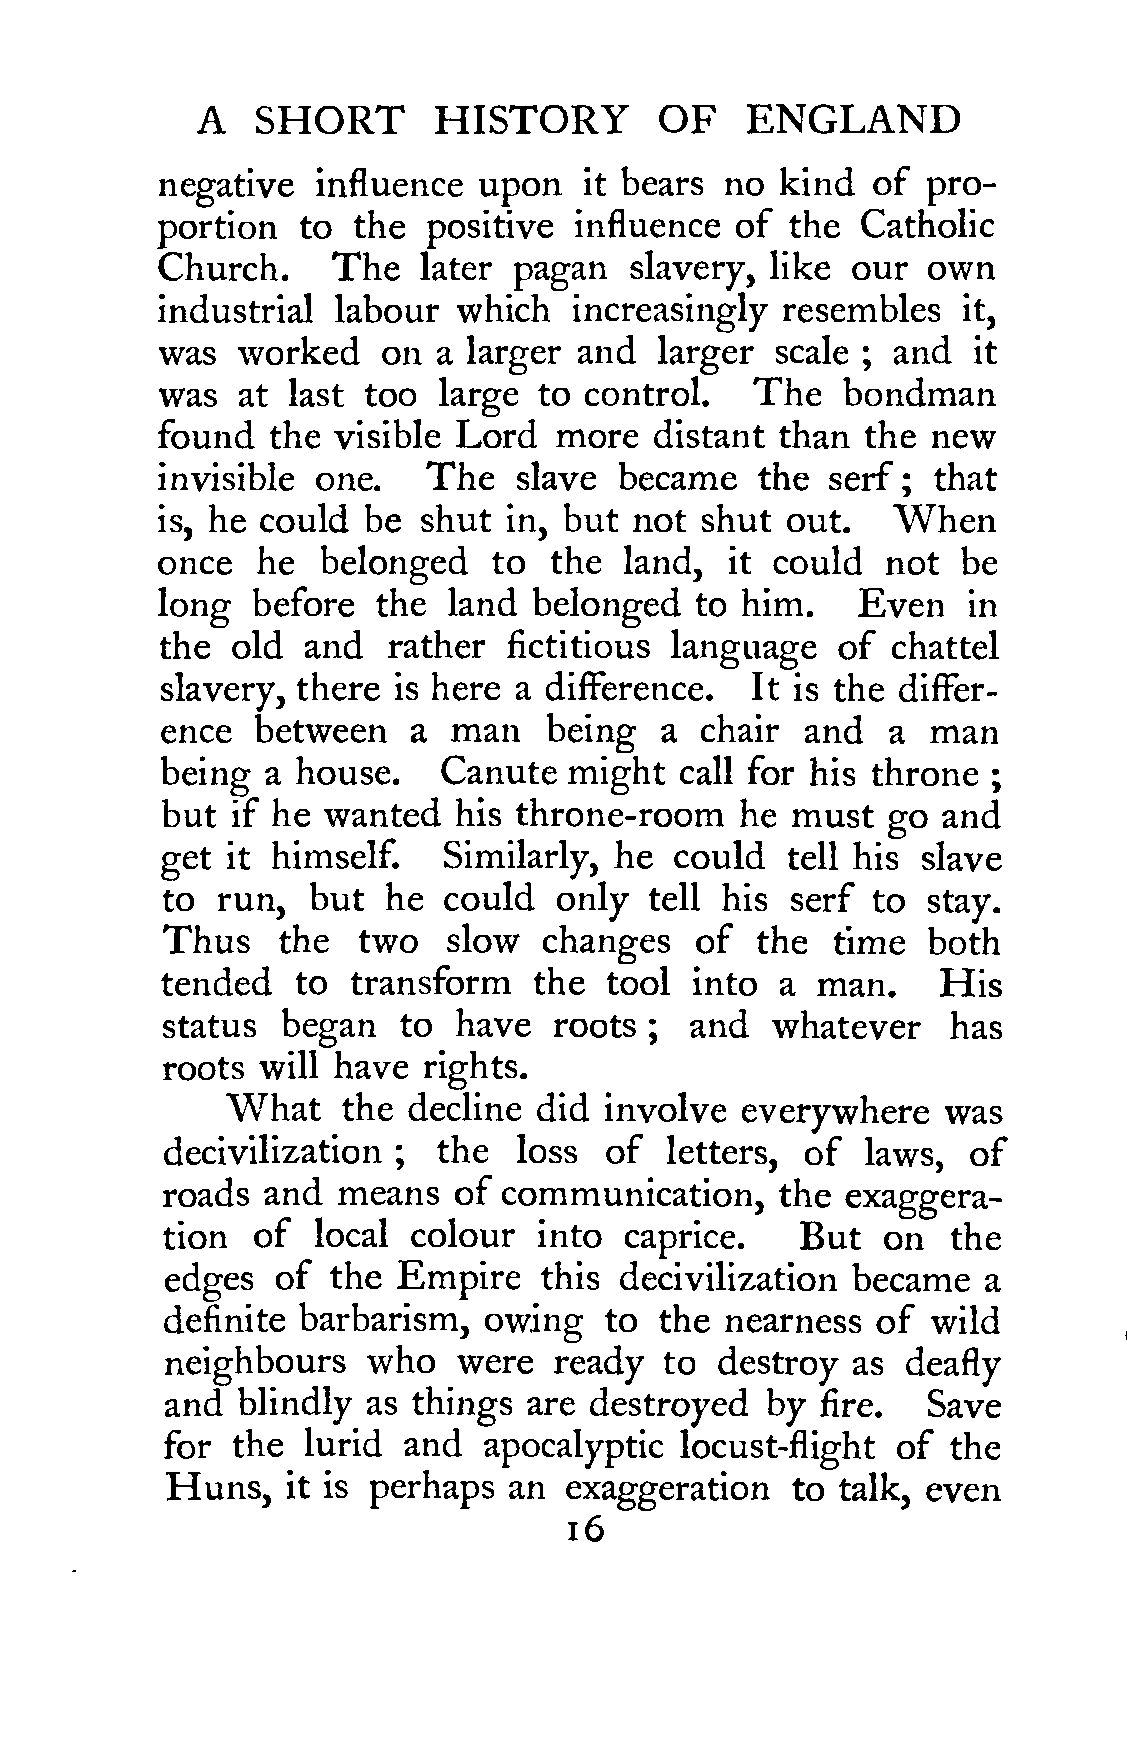 A SHORT HISTORY OF ENGLAND
negative influence upon it bears no kind of pro-
portion to the positive influence of the Catholic
Church. The later pagan slavery, like our own
industrial labour which increasingly resembles it,
was worked on a larger and larger scale ; and it
was at last too large to control. The bondman
found the visible Lord more distant than the new
invisible one. The slave became the serf ; that
is, he could be shut in, but not shut out. When
once he belonged to the land, it could not be
long before the land belonged to him. Even in
the old and rather fictitious language of chattel
slavery, there is here a difference. It is the differ-
ence between a man being a chair and a man
being a house. Canute might call for his throne ;
but if he wanted his throne-room he must go and
get it himself. Similarly, he could tell his slave
to run, but he could only tell his serf to stay.
Thus the two slow changes of the time both
tended to transform the tool into a man. His
status began to have roots ; and whatever has
roots will have rights.
What the decline did involve everywhere was
decivilization ; the loss of letters, of laws, of
roads and means of communication, the exaggera-
tion of local colour into caprice. But on the
edges of the Empire this decivilization became a
definite barbarism, owing to the nearness of wild
neighbours who were ready to destroy as deafly
and blindly as things are destroyed by fire. Save
for the lurid and apocalyptic locust-flight of the
Huns, it is perhaps an exaggeration to talk, even
16